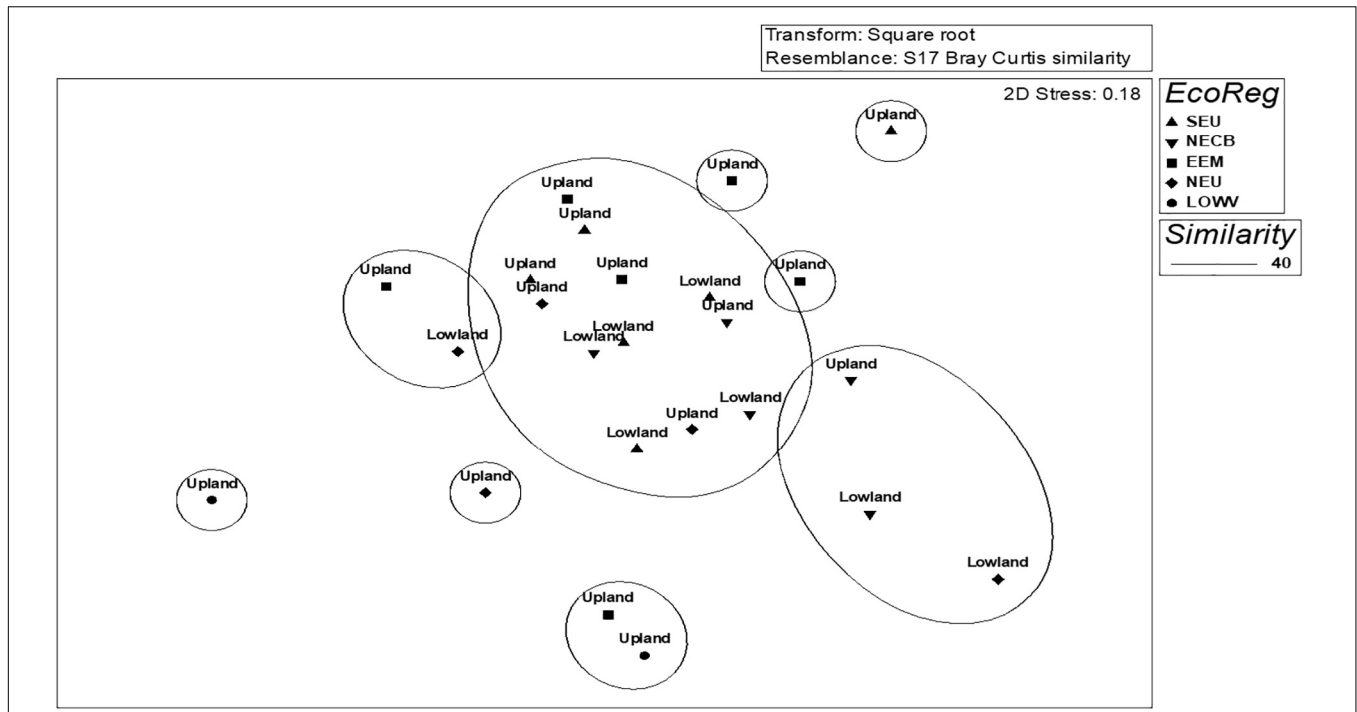 Transform: Square root
Resemblance: S17 Bray Curtis similarity
2D Stress: 0.18
EcoReg
SEU
NECB
EEM
NEU
LOWV
Similarity
40
Upland
Upland
Upland
Upland
Upland
Upland
Upland
Upland
Upland
Lowland
Upland
Lowland
Lowland
Lowland
Upland
Lowland
Upland
Lowland
Upland
Upland
Lowland
Lowland
Upland
Upland